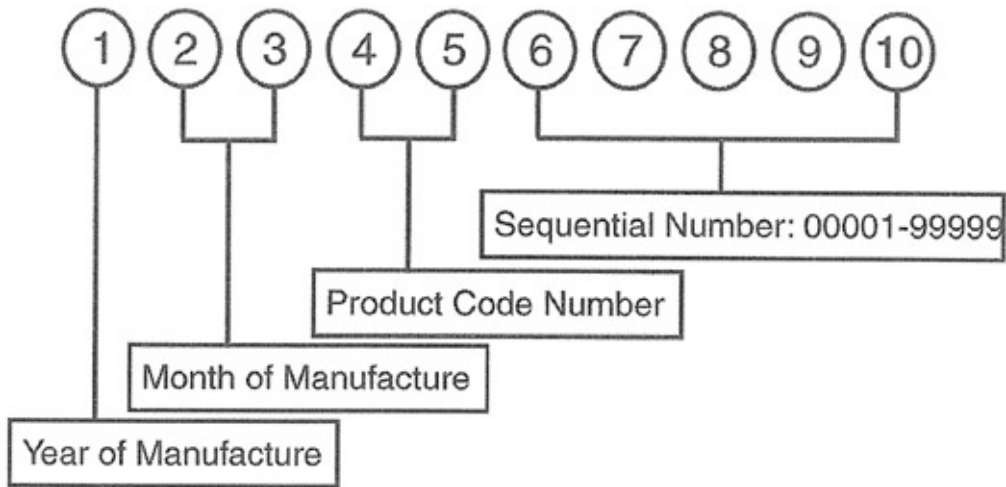 1 2 3 4 5 6 7 8 9 10
Sequential Number: 00001-99999
Product Code Number
Month of Manufacture
Year of Manufacture